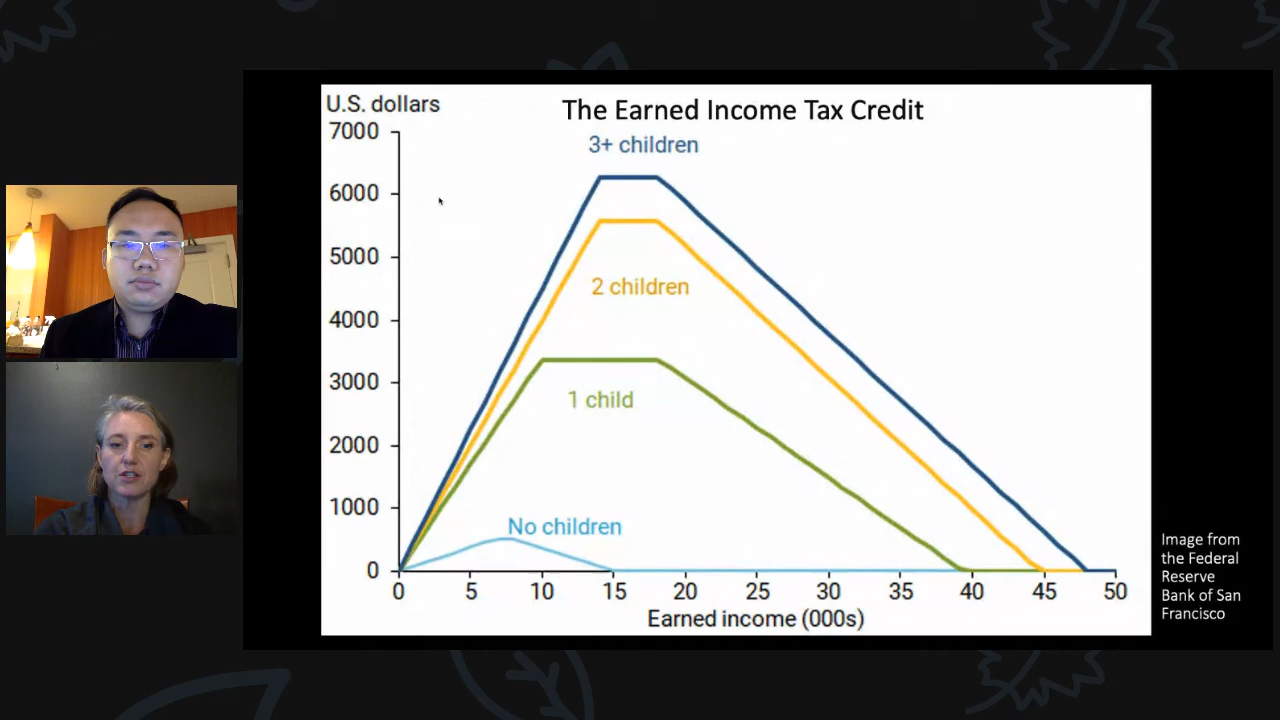 U.S. dollars
The Earned Income Tax Credit
7000
3+ children
6000
5000
2 children
4000
3000
1 child
2000
1000
No children
0
0 5 10 15 20 25 30 35 40 45 50
Earned income (000s)
Image from
the Federal
Reserve
Bank of San
Francisco